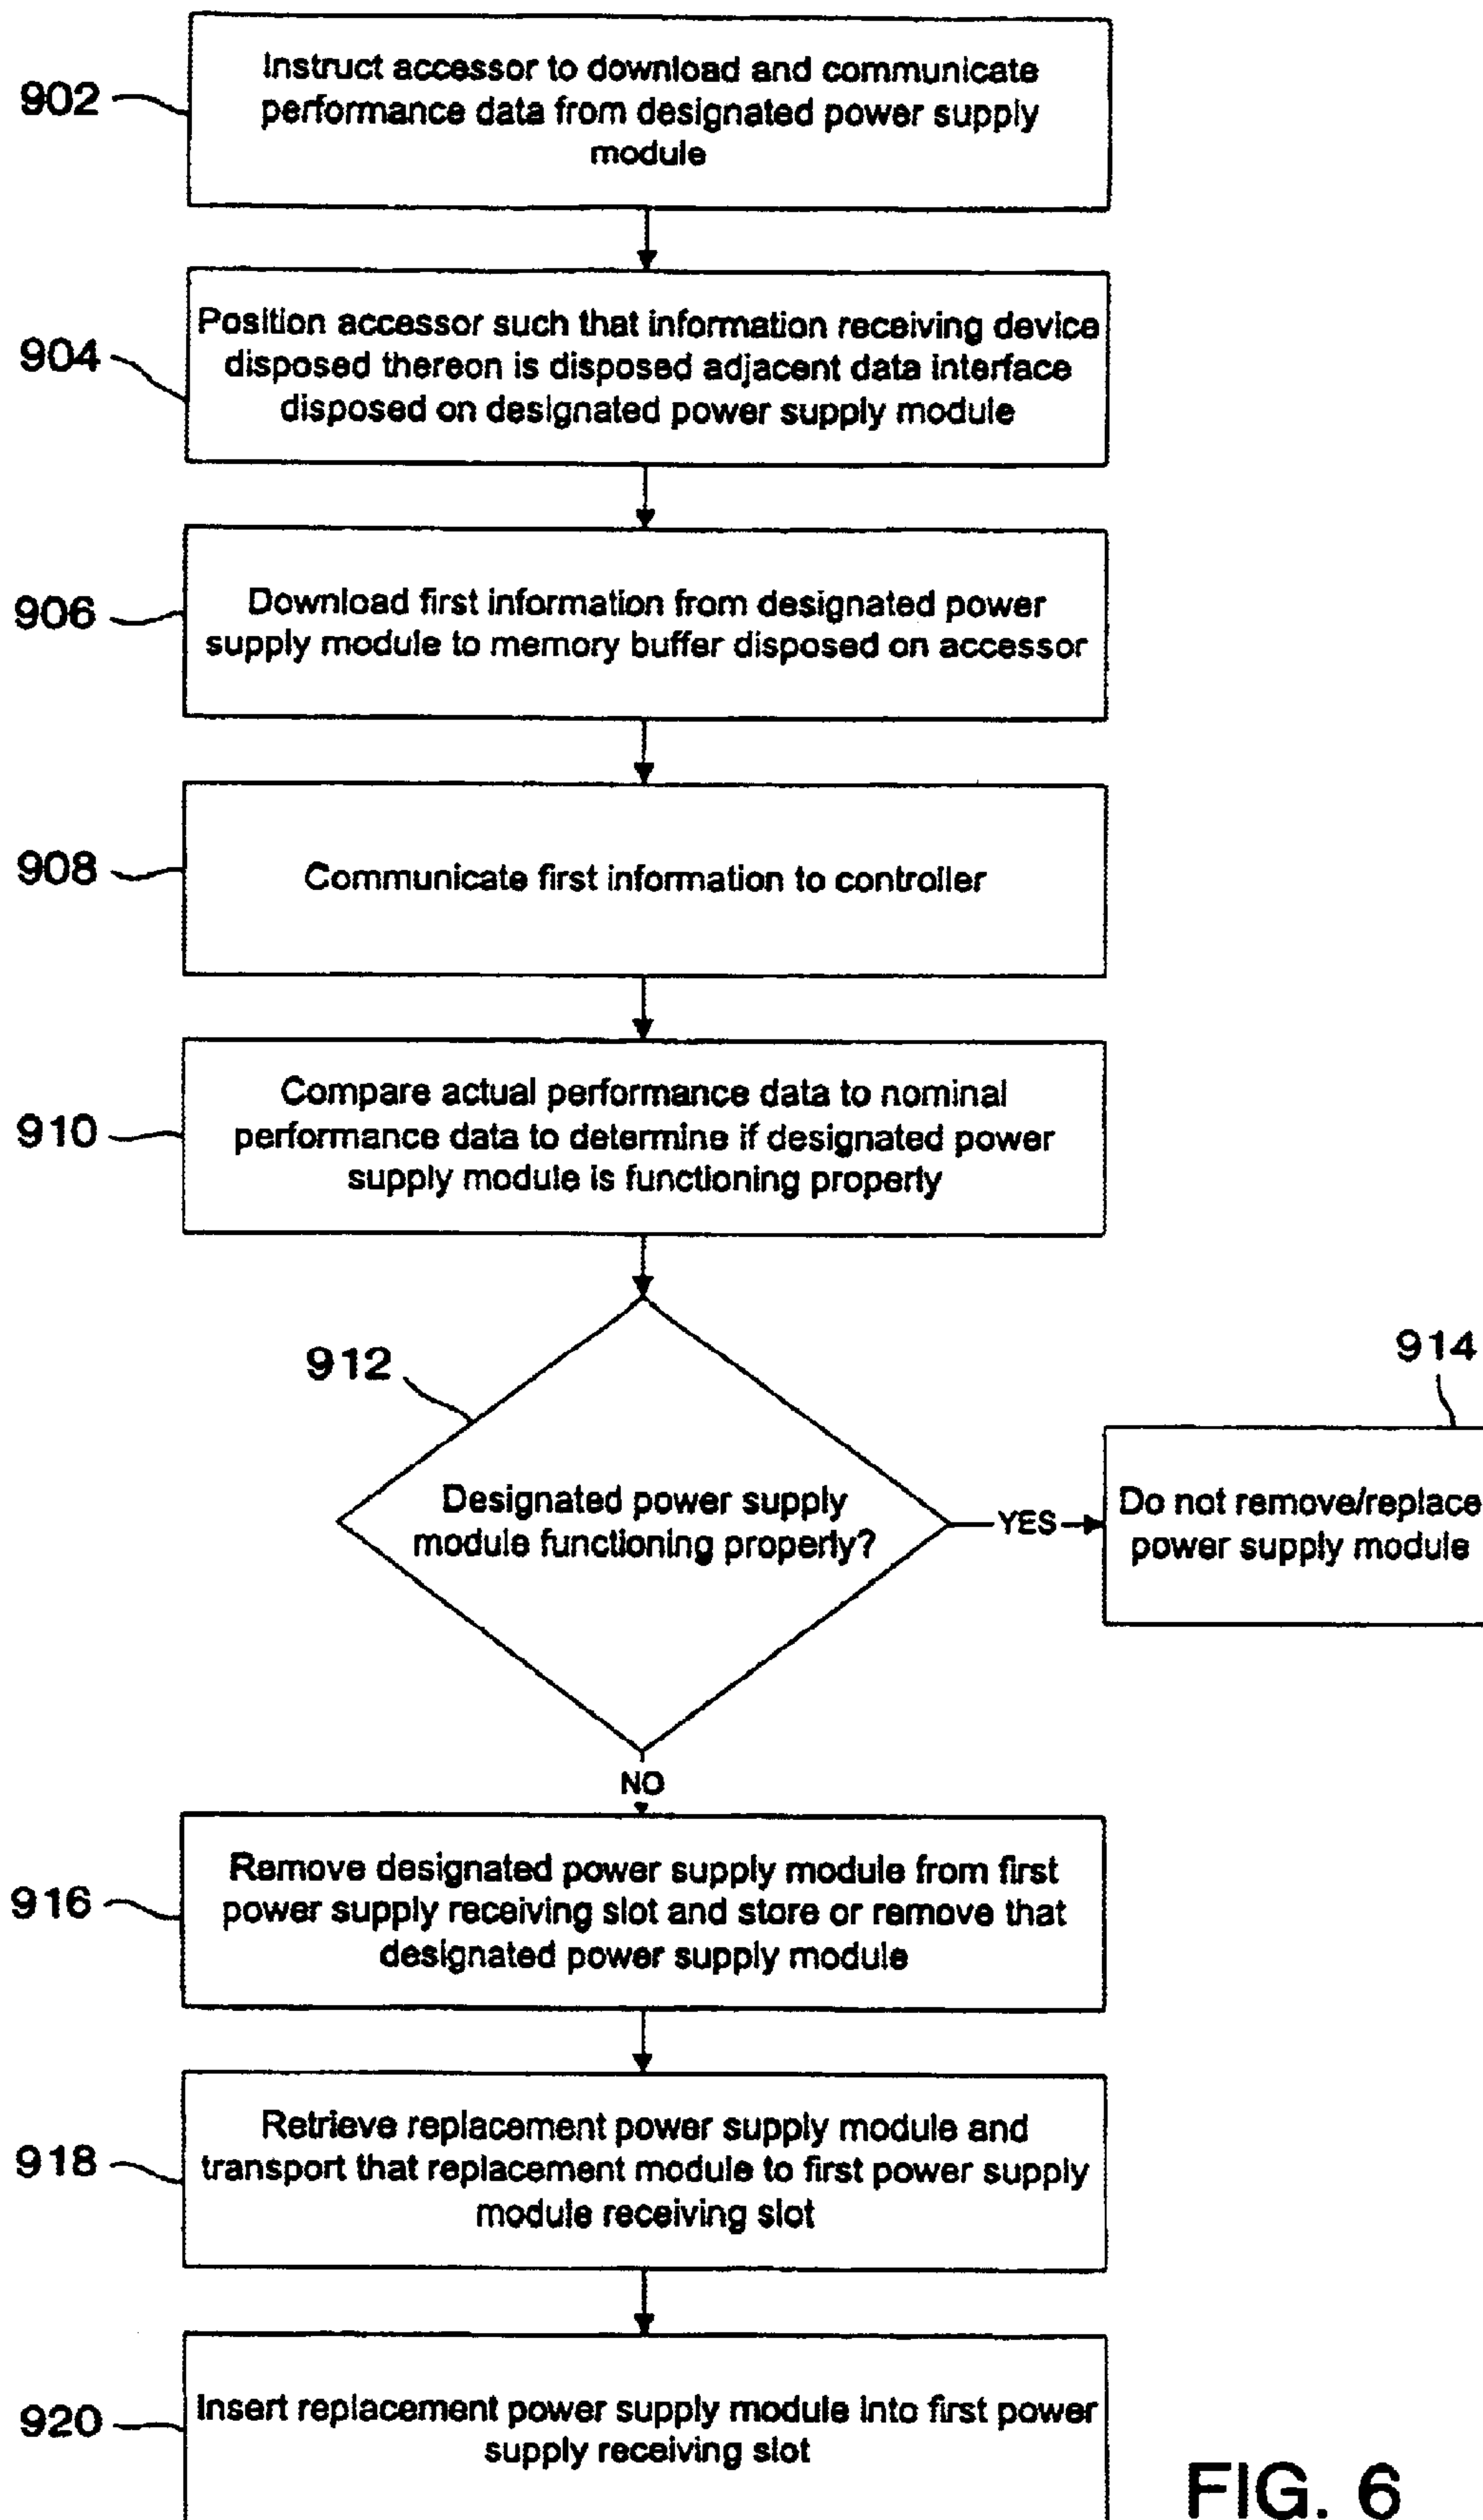 902
Instruct accessor to download and communicate
performance data from designated power supply
module
904
Position accessor such that information receiving device
disposed thereon is disposed adjacent data interface
disposed on designated power supply module
906
Download first information from designated power
supply module to memory buffer disposed on accessor
908
Communicate first information to controller
910
Compare actual performance data to nominal
performance data to determine if designated power
supply module is functioning properly
912
Designated power supply
module functioning properly?
YES
914
Do not remove/replace
power supply module
NO
916
Remove designated power supply module from first
power supply receiving slot and store or remove that
designated power supply module
918
Retrieve replacement power supply module and
transport that replacement module to first power supply
module receiving slot
920
Insert replacement power supply module into first power
supply receiving slot
FIG. 6